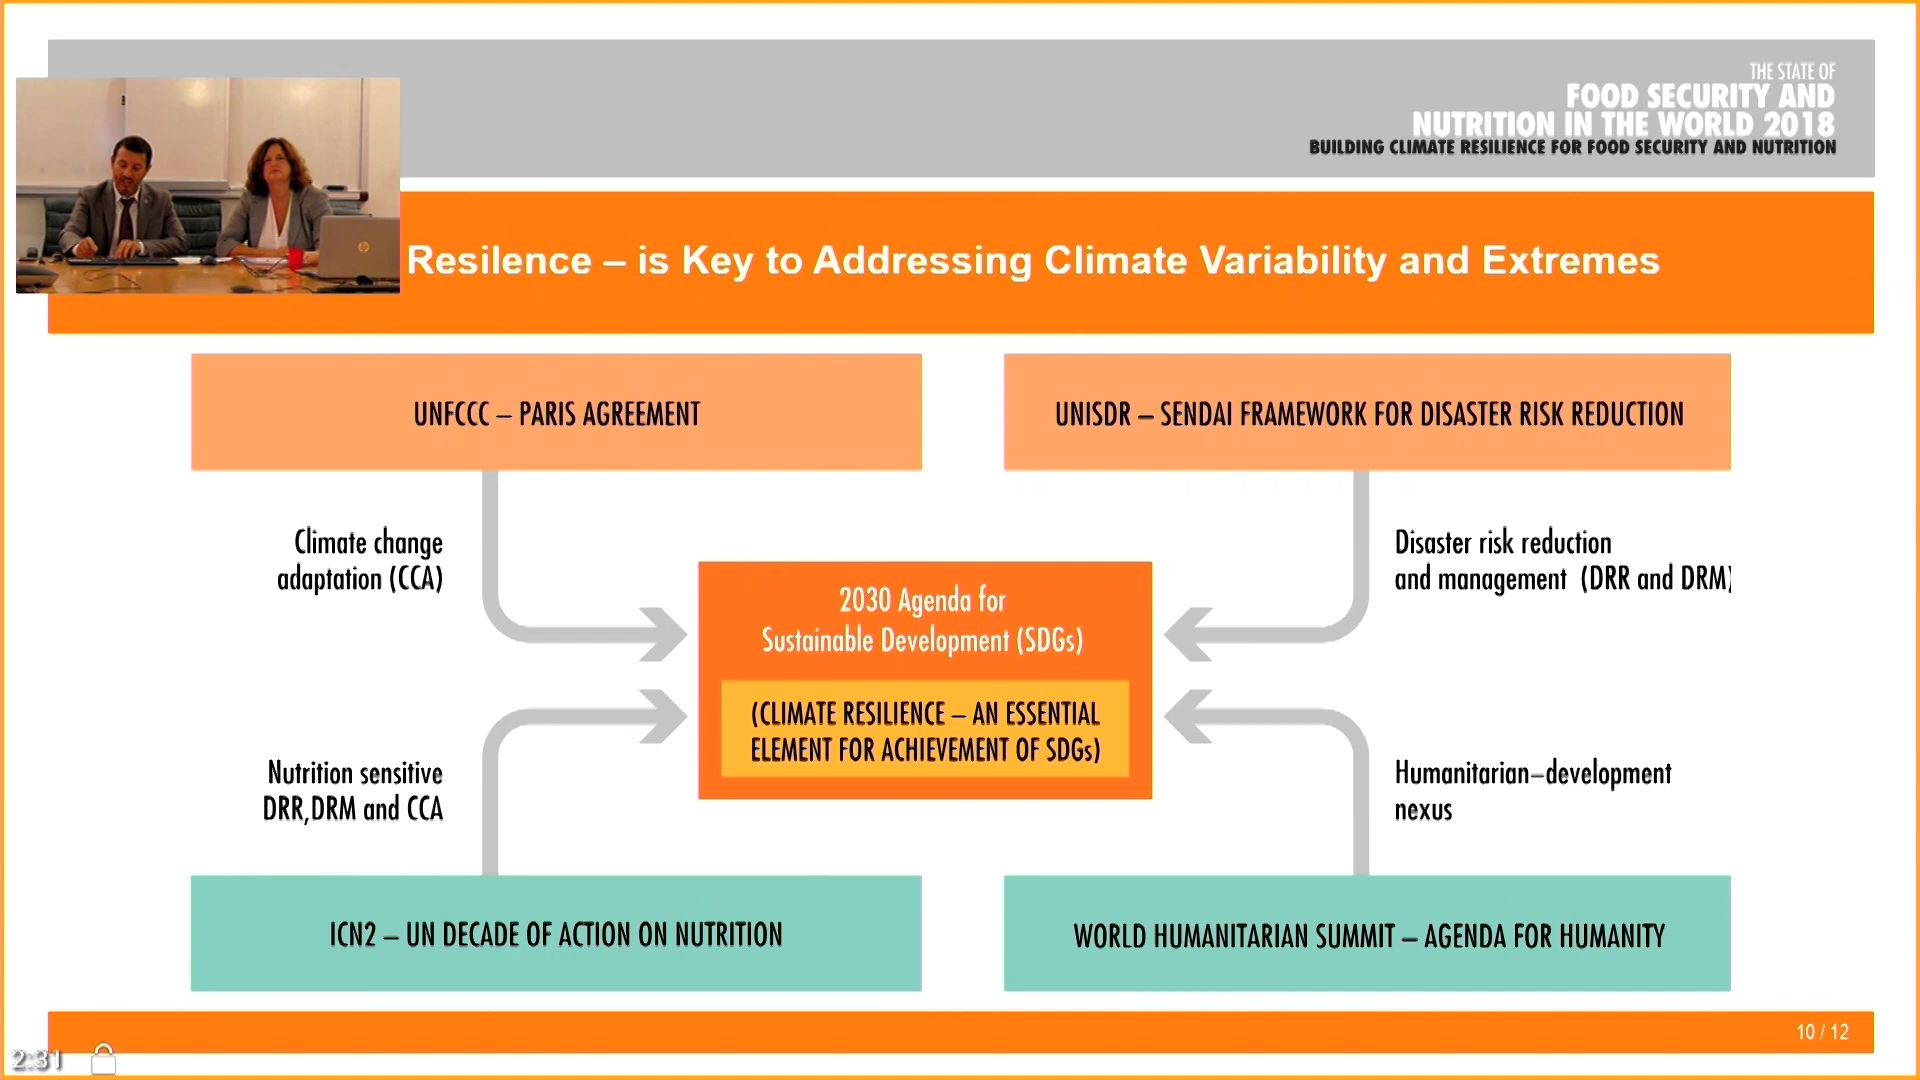 THE STATE OF
FOOD SECURITY AND
NUTRITION IN THE WORLD 2018
BUILDING CLIMATE RESILIENCE FOR FOOD SECURITY AND NUTRITION
Resilence – is Key to Addressing Climate Variability and Extremes
UNFCCC – PARIS AGREEMENT
UNISDR – SENDAI FRAMEWORK FOR DISASTER RISK REDUCTION
Climate change
adaptation (CCA)
Disaster risk reduction
and management (DRR and DRM)
2030 Agenda for
Sustainable Development (SDGs)
(CLIMATE RESILIENCE – AN ESSENTIAL
ELEMENT FOR ACHIEVEMENT OF SDGs)
Nutrition sensitive
DRR,DRM and CCA
Humanitarian–development
nexus
ICN2 – UN DECADE OF ACTION ON NUTRITION
WORLD HUMANITARIAN SUMMIT – AGENDA FOR HUMANITY
10 / 12
2:31